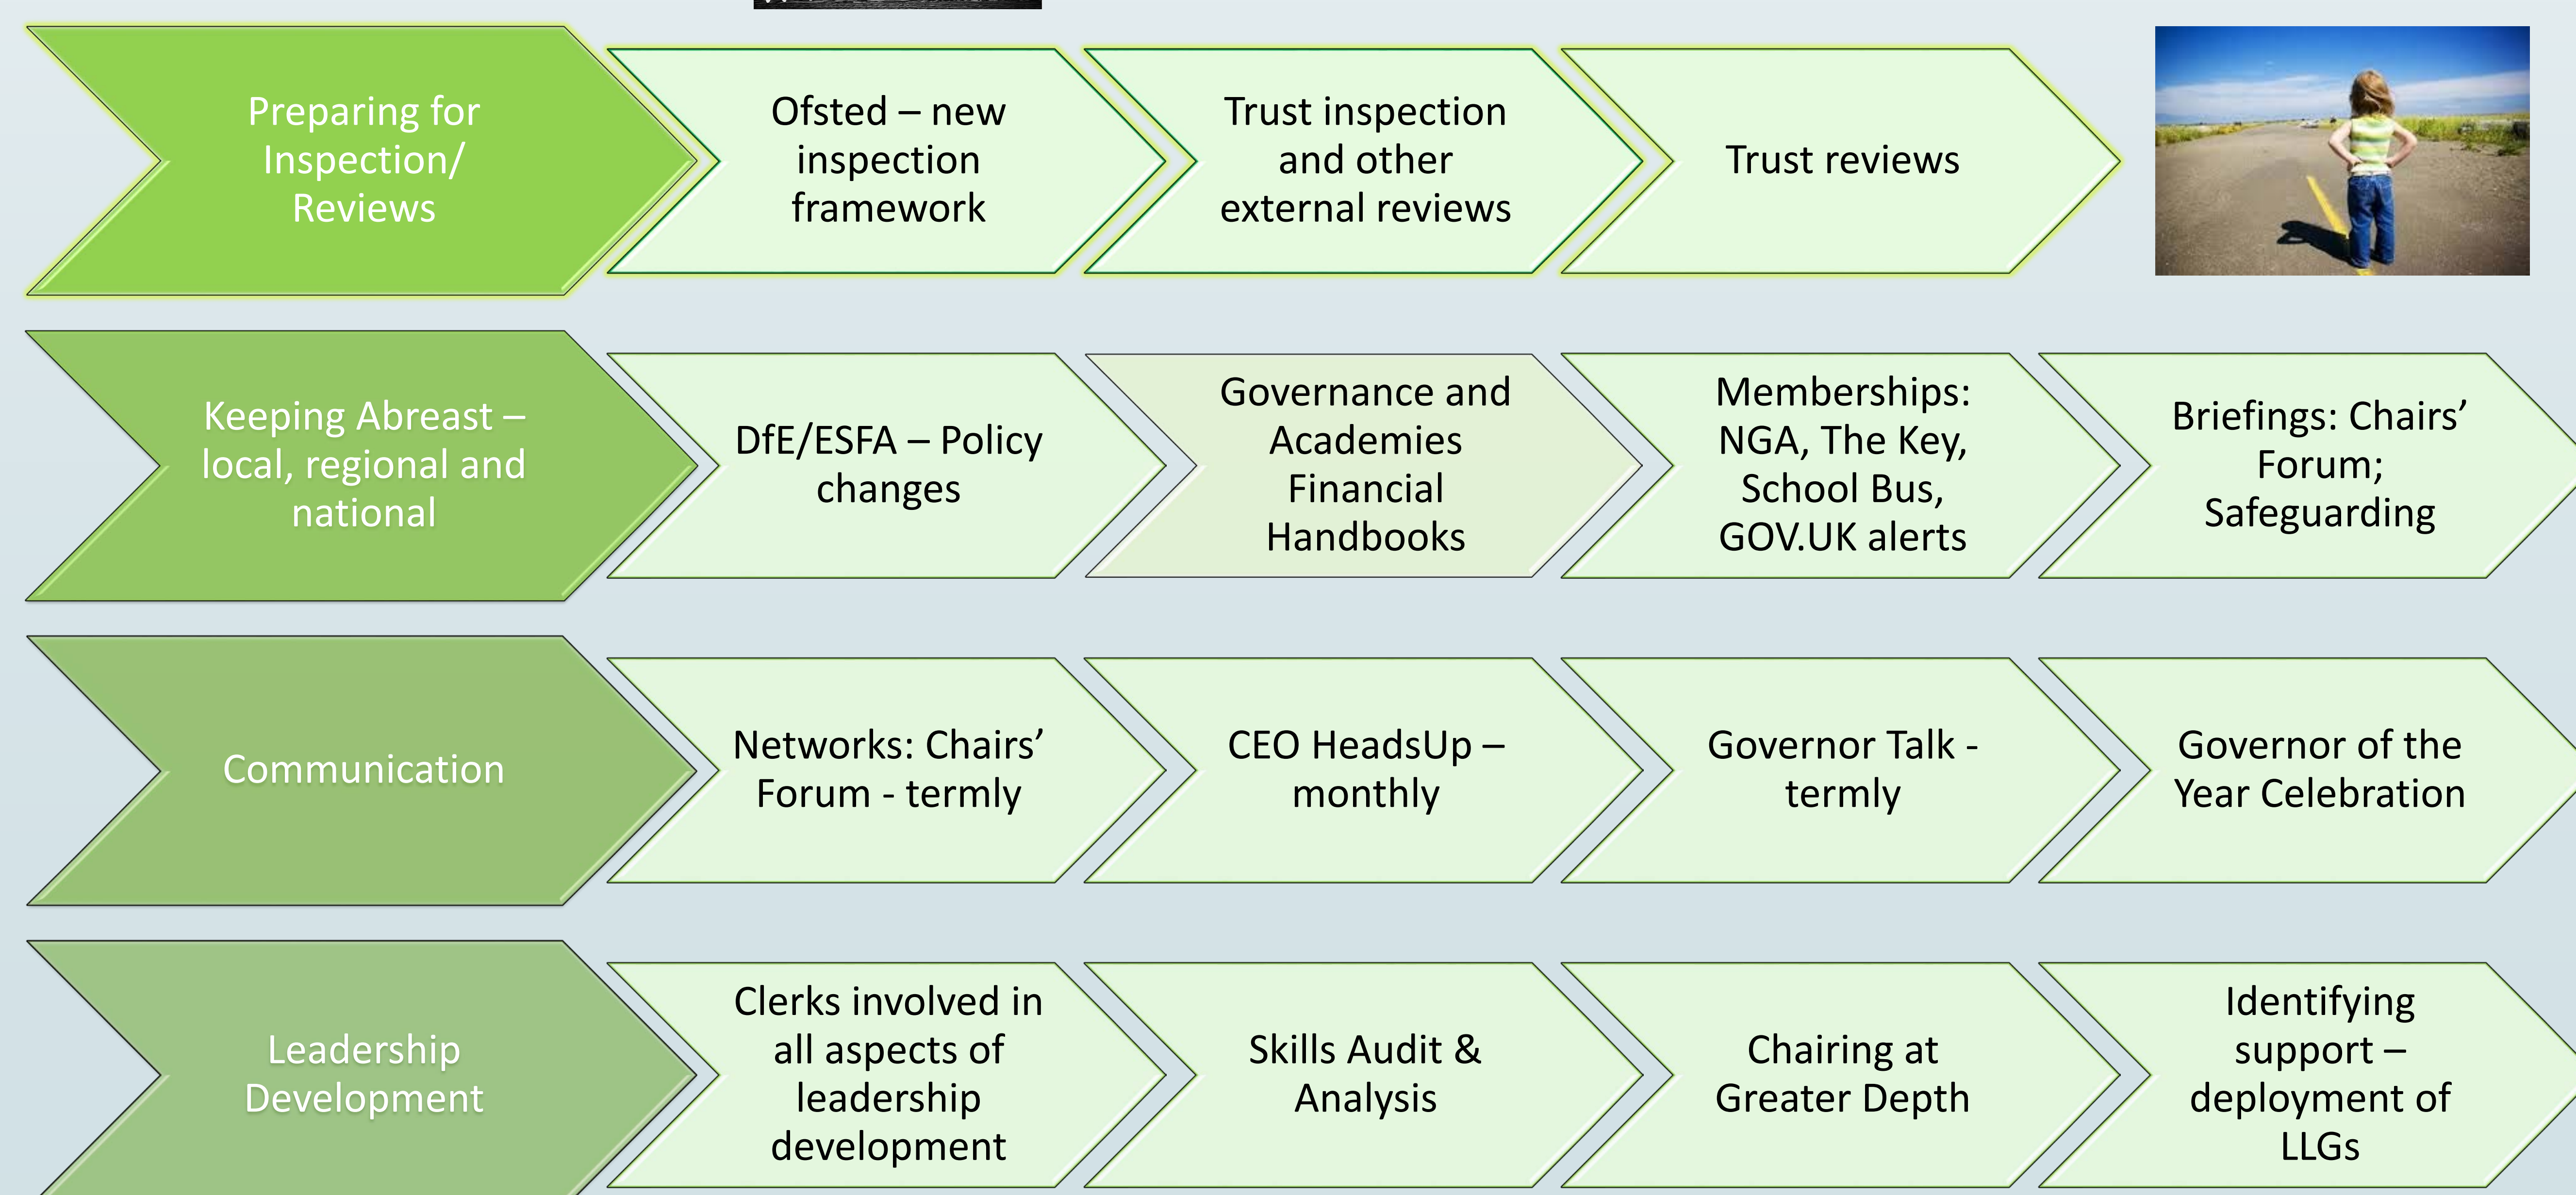 Preparing for
Inspection/
Reviews
Ofsted – new
inspection
framework
Trust inspection
and other
external reviews
Trust reviews
Keeping Abreast –
local, regional and
national
DfE/ESFA – Policy
changes
Governance and
Academies
Financial
Handbooks
Memberships:
NGA, The Key,
School Bus,
GOV.UK alerts
Briefings: Chairs’
Forum;
Safeguarding
Communication
Networks: Chairs’
Forum - termly
CEO HeadsUp –
monthly
Governor Talk -
termly
Governor of the
Year Celebration
Leadership
Development
Clerks involved in
all aspects of
leadership
development
Skills Audit &
Analysis
Chairing at
Greater Depth
Identifying
support –
deployment of
LLGs